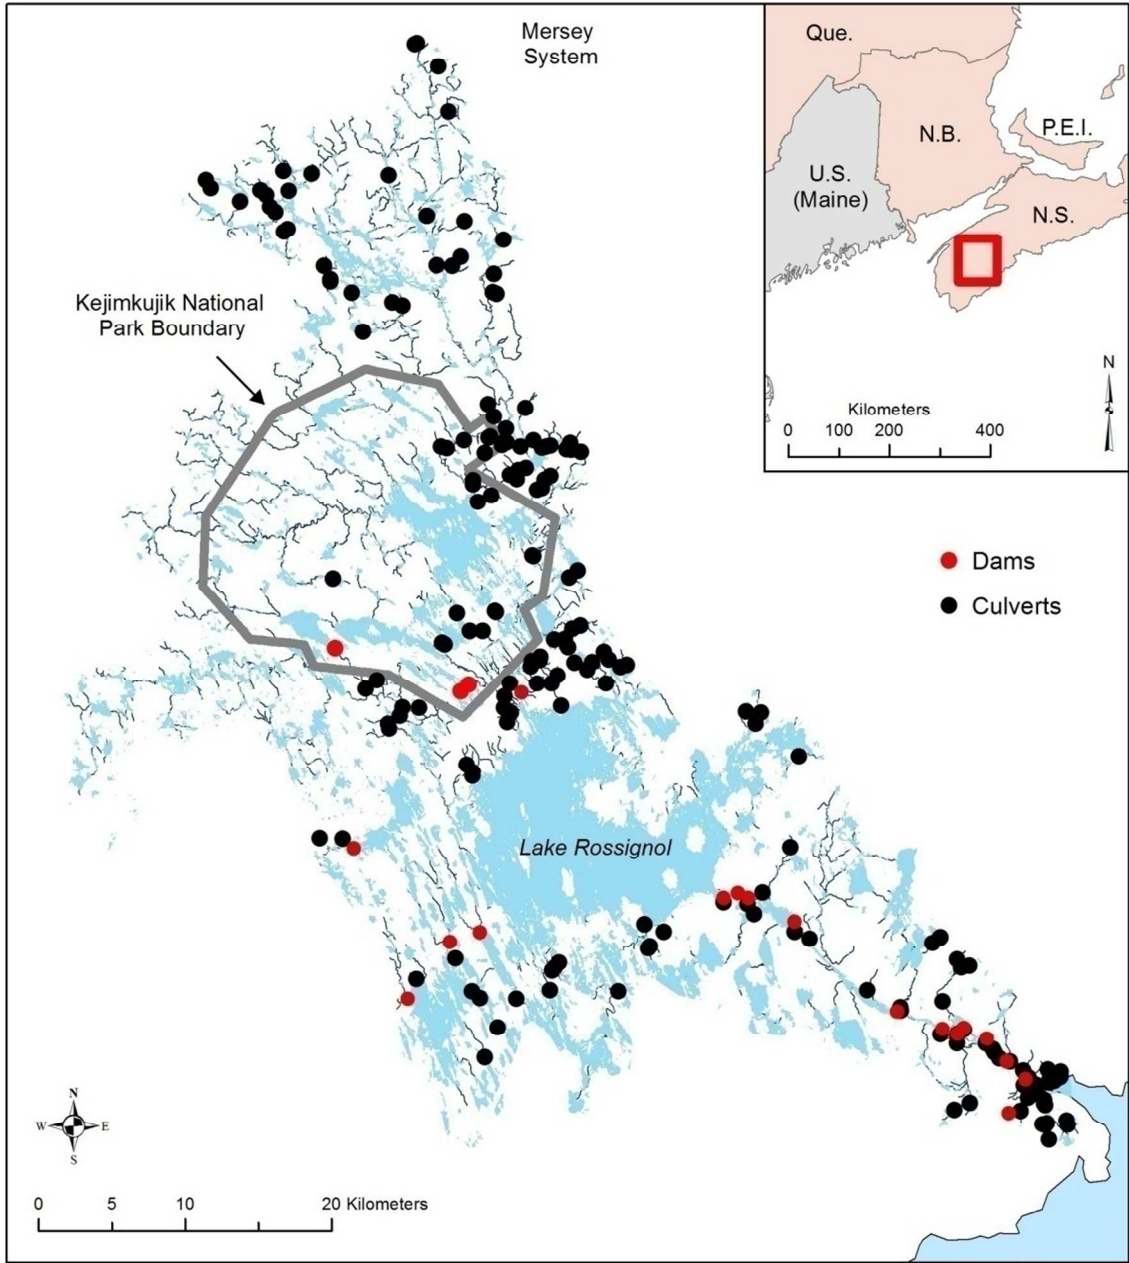 Mersey
System
Que.
N.B.
P.E.I.
U.S.
(Maine)
N.S.
Kejimkujik National
Park Boundary
N
Kilometers
0 100 200 400
Dams
Culverts
Lake Rossignol
N
W E
S
0 5 10 20 Kilometers